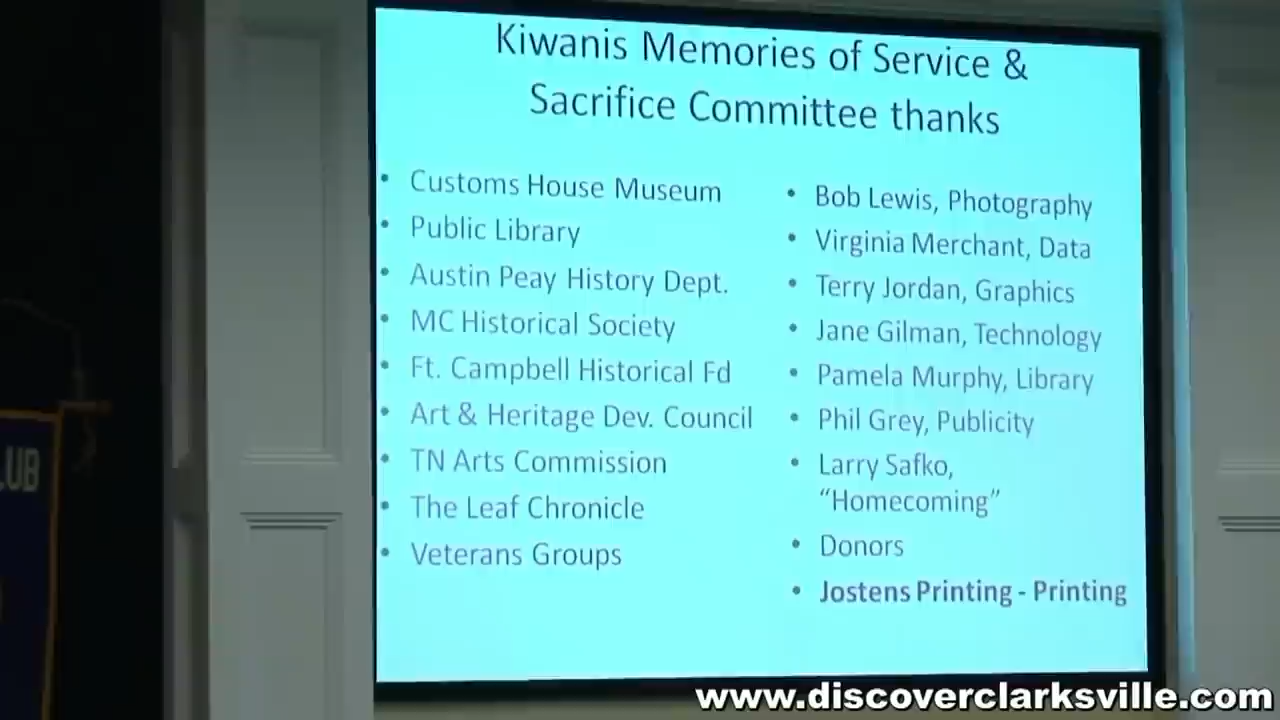 Kiwanis Memories of Service &
Sacrifice Committee thanks
• Customs House Museum
• Public Library
• Austin Peay History Dept.
• MC Historical Society
• Ft. Campbell Historical Fd
• Art & Heritage Dev. Council
• TN Arts Commission
• The Leaf Chronicle
• Veterans Groups
• Bob Lewis, Photography
• Virginia Merchant, Data
• Terry Jordan, Graphics
• Jane Gilman, Technology
• Pamela Murphy, Library
• Phil Grey, Publicity
• Larry Safko,
“Homecoming”
• Donors
• Jostens Printing - Printing
UB
www.discoverclarksville.com